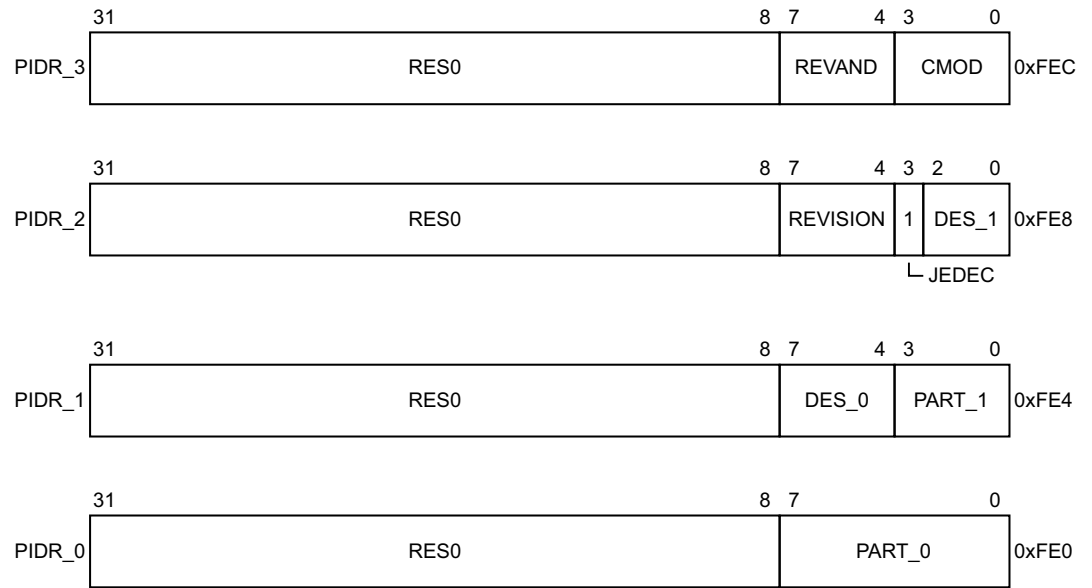 31 8 7 4 3 0
PIDR_3 RES0 REVAND CMOD 0xFEC
31 8 7 4 3 2 0
PIDR_2 RES0 REVISION 1 DES_1 0xFE8
JEDEC
31 8 7 4 3 0
PIDR_1 RES0 DES_0 PART_1 0xFE4
31 8 7 0
PIDR_0 RES0 PART_0 0xFE0